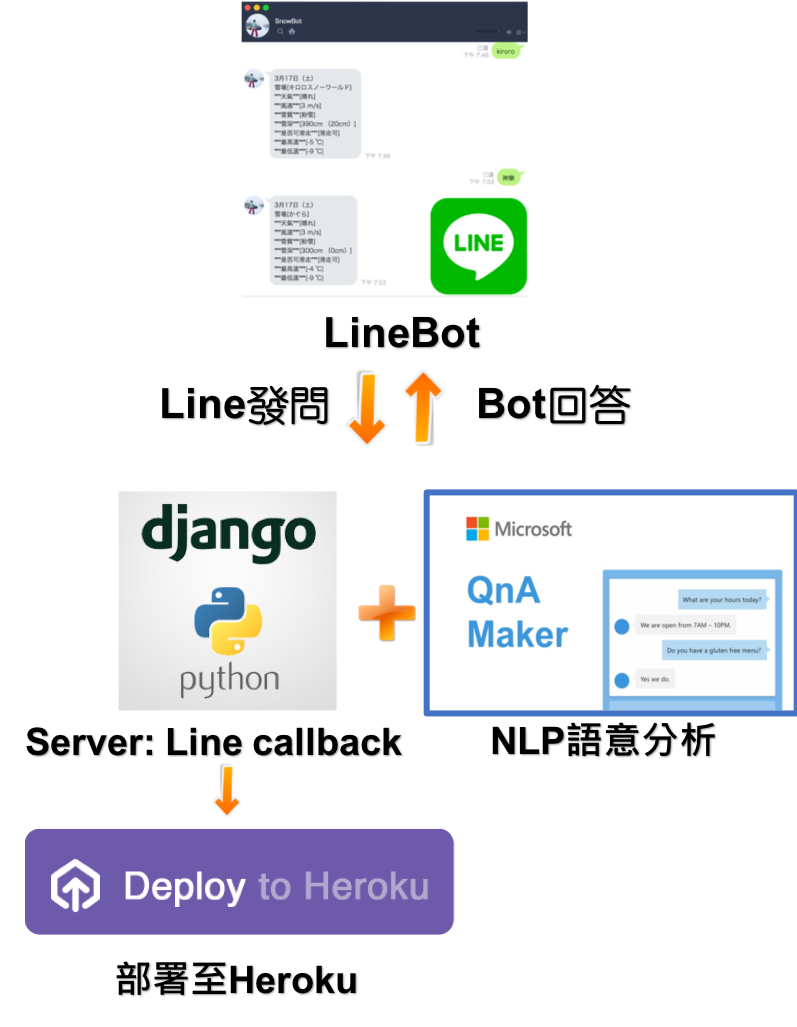 SnowBot
已讀
下午 7:46
kiroro
3月17日（土）
雪場[キロロスノーワールド]
***天氣***[晴れ]
***風速***[3 m/s]
***雪質***[粉雪]
***雪深***[390cm （20cm）]
***是否可滑走***[滑走可]
***最高溫***[-5 ℃]
***最低溫***[-9 ℃]
下午 7:46
已讀
下午 7:53
神樂
3月17日（土）
雪場[かぐら]
***天氣***[晴れ]
***風速***[3 m/s]
***雪質***[粉雪]
***雪深***[300cm （0cm）]
***是否可滑走***[滑走可]
***最高溫***[-4 ℃]
***最低溫***[-9 ℃]
下午 7:53
LINE
LineBot
Line發問
Bot回答
django
python
Microsoft
QnA
Maker
What are your hours today?
We are open from 7AM – 10PM.
Do you have a gluten free menu?
Yes we do.
Server: Line callback
NLP語意分析
Deploy to Heroku
部署至Heroku